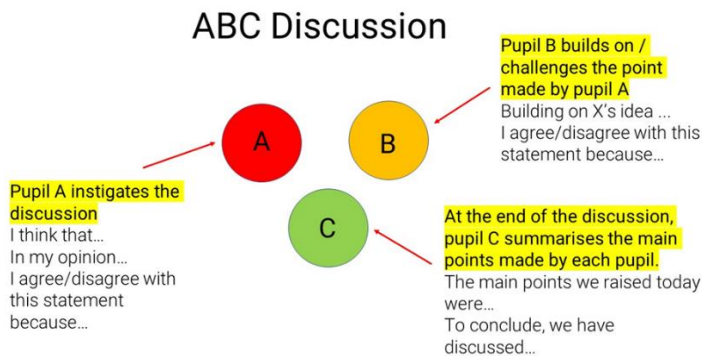 ABC Discussion
Pupil B builds on /
challenges the point
made by pupil A
Building on X's idea ...
I agree/disagree with this
statement because...
A
B
C
Pupil A instigates the
discussion
I think that...
In my opinion...
I agree/disagree with
this statement
because...
At the end of the discussion,
pupil C summarises the main
points made by each pupil.
The main points we raised today
were...
To conclude, we have
discussed...